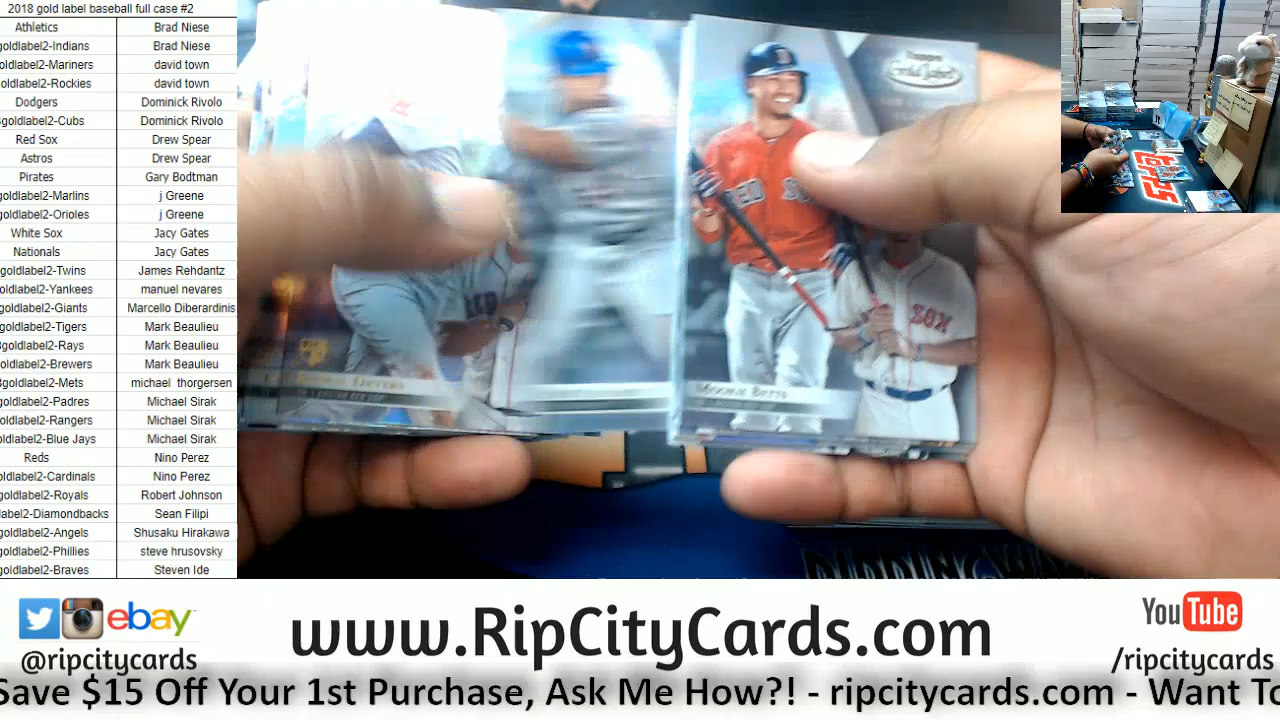 2018 gold label baseball full case #2
Athletics Brad Niese
goldlabel2-Indians Brad Niese
oldlabel2-Mariners david town
oldlabel2-Rockies david town
Dodgers Dominick Rivolo
goldlabel2-Cubs Dominick Rivolo
Red Sox Drew Spear
Astros Drew Spear
Pirates Gary Bodtman
goldlabel2-Marlins j Greene
goldlabel2-Orioles j Greene
White Sox Jacy Gates
Nationals Jacy Gates
goldlabel2-Twins James Rehdantz
oldlabel2-Yankees manuel nevares
goldlabel2-Giants Marcello Diberardinis
goldlabel2-Tigers Mark Beaulieu
8goldlabel2-Rays Mark Beaulieu
oldlabel2-Brewers Mark Beaulieu
8goldlabel2-Mets michael thorgersen
goldlabel2-Padres Michael Sirak
oldlabel2-Rangers Michael Sirak
oldlabel2-Blue Jays Michael Sirak
Reds Nino Perez
oldlabel2-Cardinals Nino Perez
goldlabel2-Royals Robert Johnson
label2-Diamondbacks Sean Filipi
goldlabel2-Angels Shusaku Hirakawa
goldlabel2-Phillies steve hrusovsky
goldlabel2-Braves Steven Ide
RED SO
SOX
Mookie Betts
ebay
@ripcitycards
www.RipCityCards.com
YouTube
/ripcitycards
Save $15 Off Your 1st Purchase, Ask Me How?! - ripcitycards.com - Want To